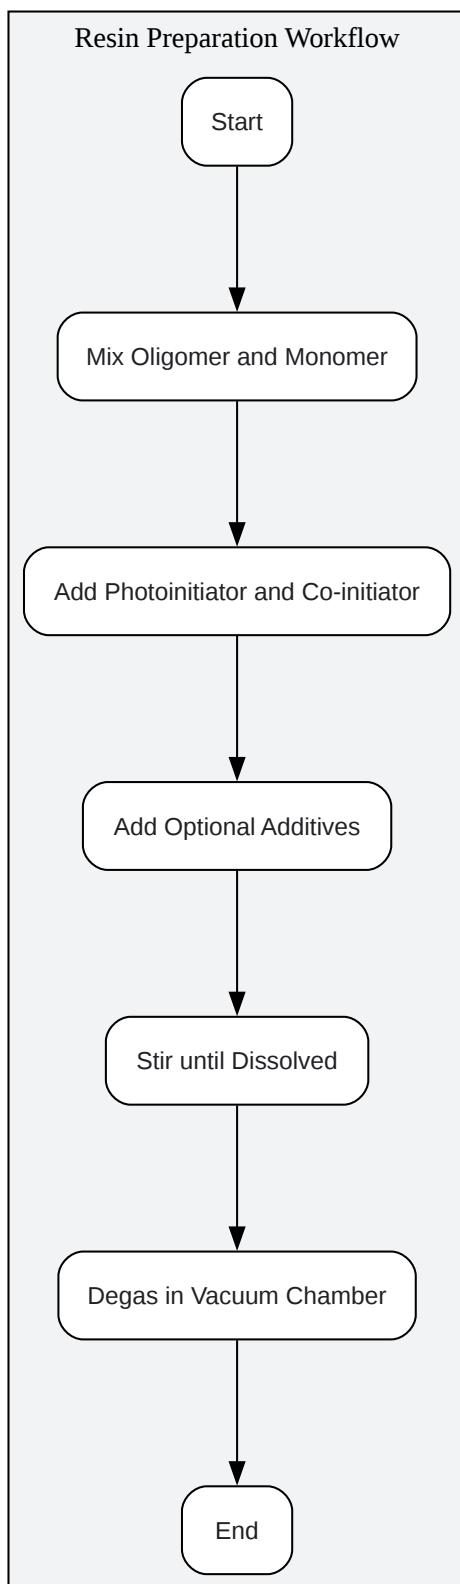 Resin Preparation Workflow
Start
Mix Oligomer and Monomer
Add Photoinitiator and Co-initiator
Add Optional Additives
Stir until Dissolved
Degas in Vacuum Chamber
End